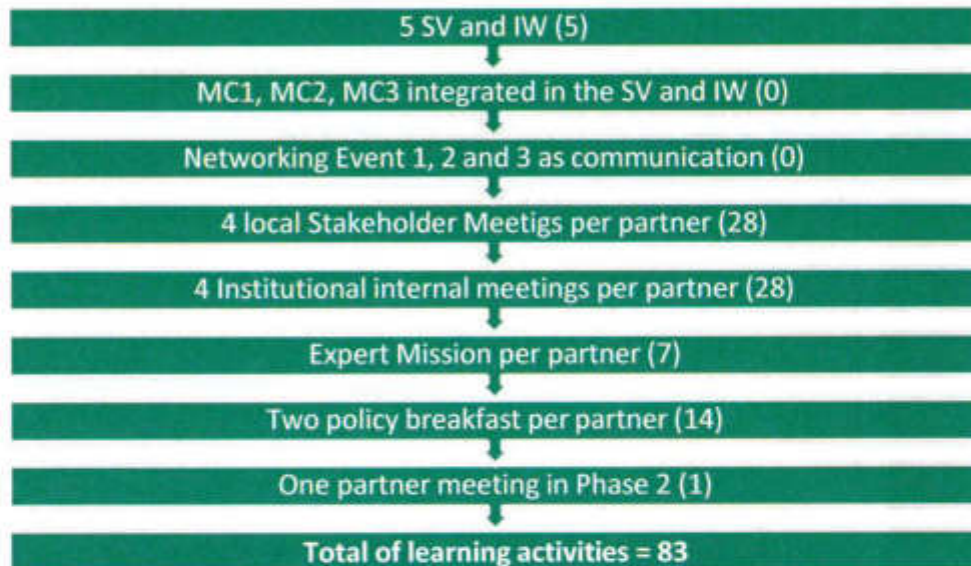 5 SV and IW (5)
MC1, MC2, MC3 integrated in the SV and IW (0)
Networking Event 1, 2 and 3 as communication (0)
4 local Stakeholder Meetigs per partner (28)
4 Institutional internal meetings per partner (28)
Expert Mission per partner (7)
Two policy breakfast per partner (14)
One partner meeting in Phase 2 (1)
Total of learning activities = 83